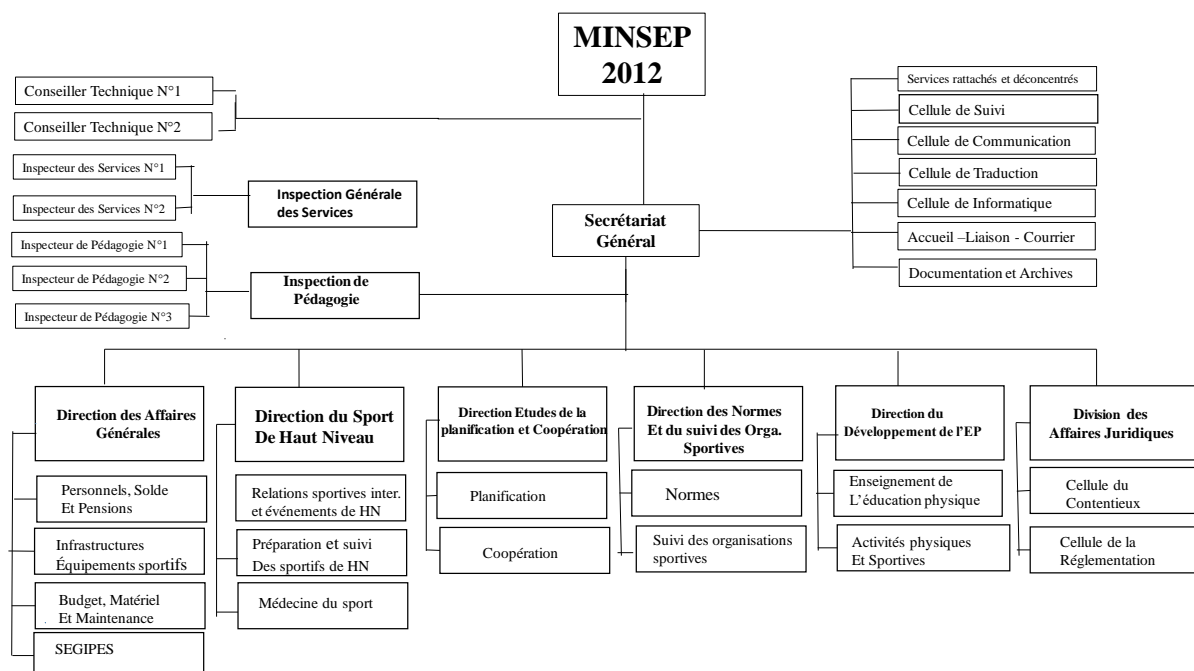 MINSEP
2012
Conseiller Technique N°1
Conseiller Technique N°2
Inspecteur des Services N°1
Inspecteur des Services N°2
Inspection Générale
des Services
Inspecteur de Pédagogie N°1
Inspecteur de Pédagogie N°2
Inspecteur de Pédagogie N°3
Inspection de
Pédagogie
Secrétariat
Général
Services rattachés et déconcentrés
Cellule de Suivi
Cellule de Communication
Cellule de Traduction
Cellule de Informatique
Accueil –Liaison - Courrier
Documentation et Archives
Direction des Affaires
Générales
Personnels, Solde
Et Pensions
Infrastructures
Équipements sportifs
Budget, Matériel
Et Maintenance
SEGIPES
Direction du Sport
De Haut Niveau
Relations sportives inter.
et événements de HN
Préparation et suivi
Des sportifs de HN
Médecine du sport
Direction Etudes de la
planification et Coopération
Planification
Coopération
Direction des Normes
Et du suivi des Orga.
Sportives
Normes
Suivi des organisations
sportives
Direction du
Développement de l'EP
Enseignement de
L'éducation physique
Activités physiques
Et Sportives
Division des
Affaires Juridiques
Cellule du
Contentieux
Cellule de la
Réglementation